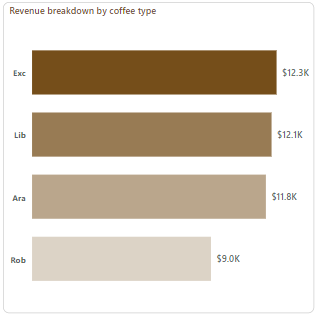 Revenue breakdown by coffee type
Exc $12.3K
Lib $12.1K
Ara $11.8K
Rob $9.0K